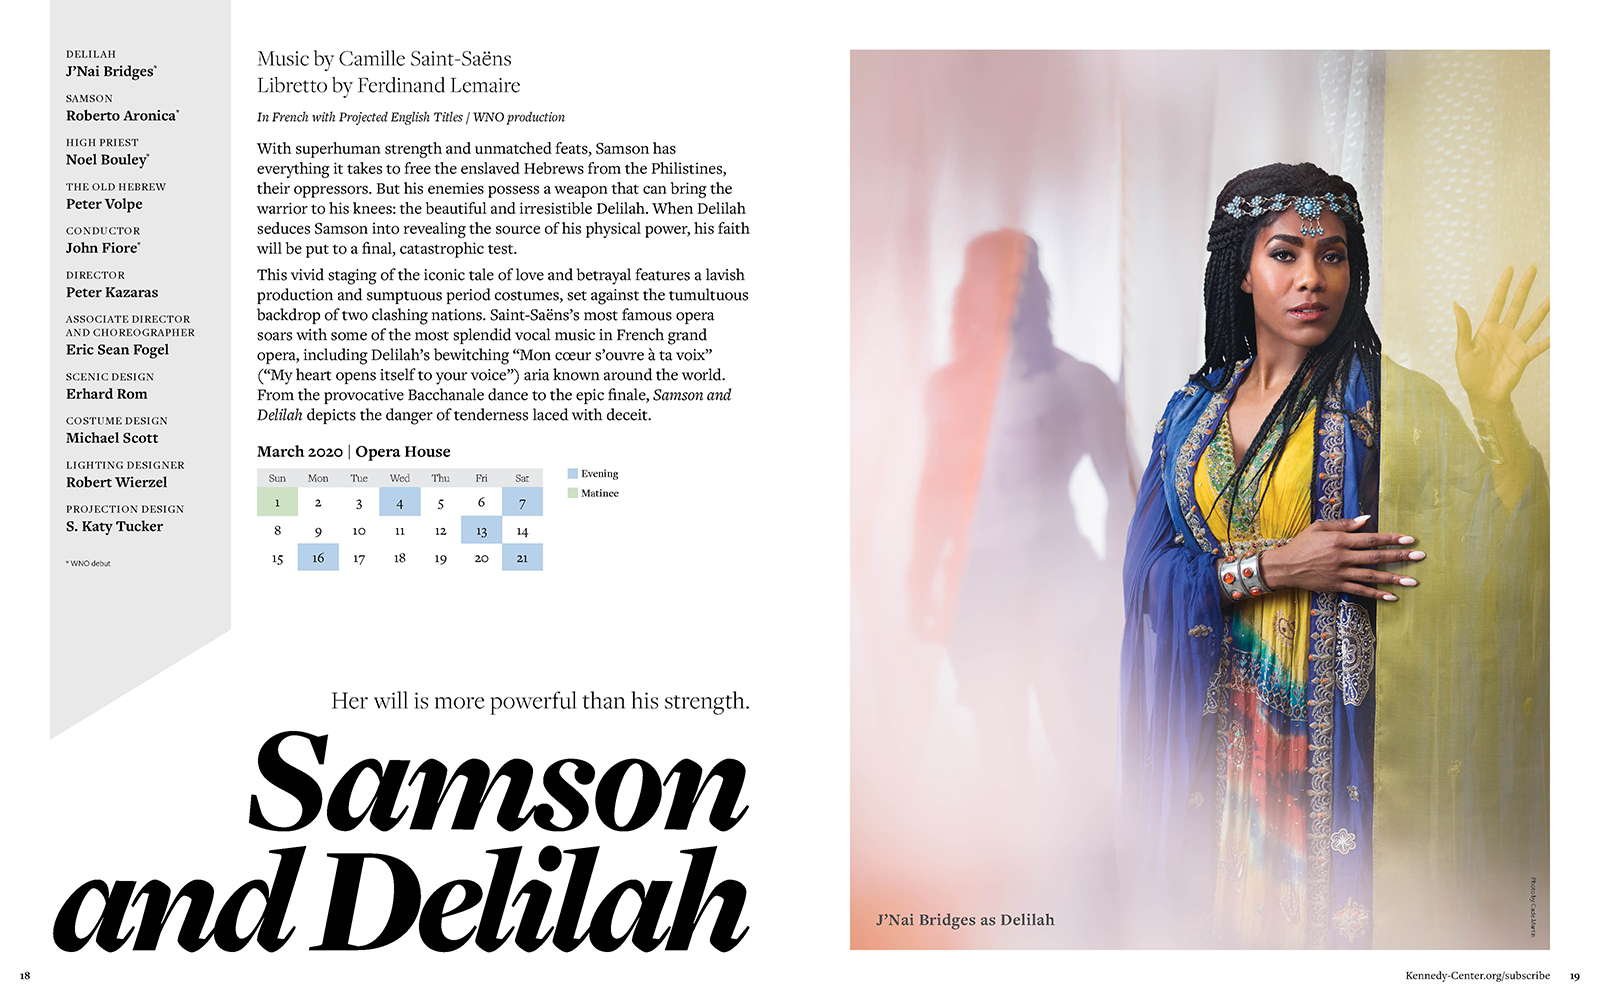 DELILAH
J’Nai Bridges*
SAMSON
Roberto Aronica*
HIGH PRIEST
Noel Bouley*
THE OLD HEBREW
Peter Volpe
CONDUCTOR
John Fiore*
DIRECTOR
Peter Kazaras
ASSOCIATE DIRECTOR
AND CHOREOGRAPHER
Eric Sean Fogel
SCENIC DESIGN
Erhard Rom
COSTUME DESIGN
Michael Scott
LIGHTING DESIGNER
Robert Wierzel
PROJECTION DESIGN
S. Katy Tucker
* WNO debut
Music by Camille Saint-Saëns
Libretto by Ferdinand Lemaire
In French with Projected English Titles | WNO production
With superhuman strength and unmatched feats, Samson has
everything it takes to free the enslaved Hebrews from the Philistines,
their oppressors. But his enemies possess a weapon that can bring the
warrior to his knees: the beautiful and irresistible Delilah. When Delilah
seduces Samson into revealing the source of his physical power, his faith
will be put to a final, catastrophic test.
This vivid staging of the iconic tale of love and betrayal features a lavish
production and sumptuous period costumes, set against the tumultuous
backdrop of two clashing nations. Saint-Saëns’s most famous opera
soars with some of the most splendid vocal music in French grand
opera, including Delilah’s bewitching “Mon cœur s’ouvre à ta voix”
(“My heart opens itself to your voice”) aria known around the world.
From the provocative Bacchanale dance to the epic finale, Samson and
Delilah depicts the danger of tenderness laced with deceit.
March 2020 | Opera House
Sun Mon Tue Wed Thu Fri Sat
1 2 3 4 5 6 7
8 9 10 11 12 13 14
15 16 17 18 19 20 21
Evening
Matinee
Her will is more powerful than his strength.
Samson
and Delilah
18
J’Nai Bridges as Delilah
Photo by Cade Martin
Kennedy-Center.org/subscribe 19